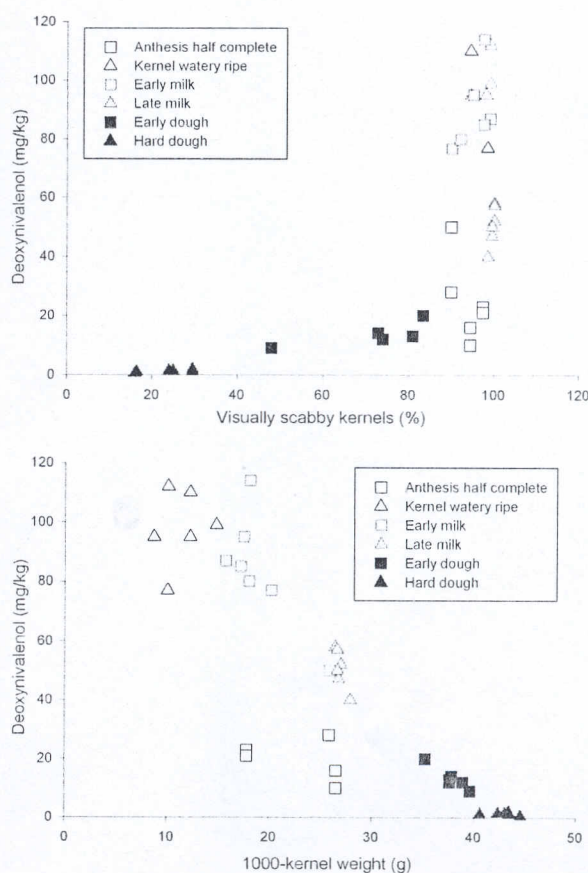 120
100
80
60
40
20
0
Deoxynivalenol (mg/kg)
Anthesis half complete
Kernel watery ripe
Early milk
Late milk
Early dough
Hard dough
0 20 40 60 80 100 120
Visually scabby kernels (%)
120
100
80
60
40
20
0
Deoxynivalenol (mg/kg)
Anthesis half complete
Kernel watery ripe
Early milk
Late milk
Early dough
Hard dough
0 10 20 30 40 50
1000-kernel weight (g)